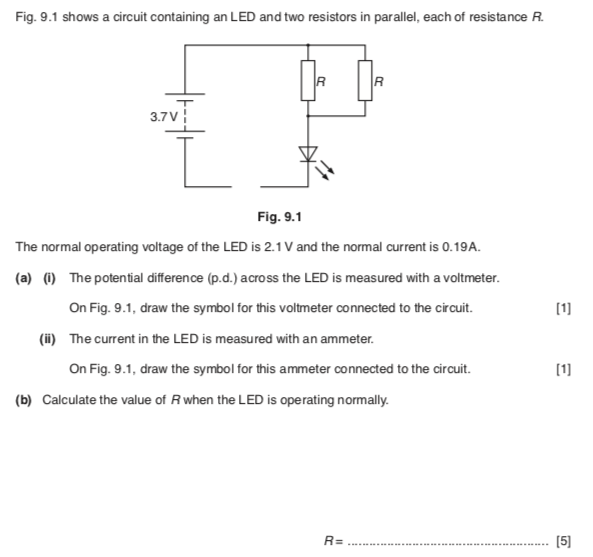 Fig. 9.1 shows a circuit containing an LED and two resistors in parallel, each of resistance R.
R R
3.7 V
Fig. 9.1
The normal operating voltage of the LED is 2.1 V and the normal current is 0.19A.
(a) (i) The potential difference (p.d.) across the LED is measured with a voltmeter.
On Fig. 9.1, draw the symbol for this voltmeter connected to the circuit. [1]
(ii) The current in the LED is measured with an ammeter.
On Fig. 9.1, draw the symbol for this ammeter connected to the circuit. [1]
(b) Calculate the value of R when the LED is operating normally.
R = ...................................................... [5]